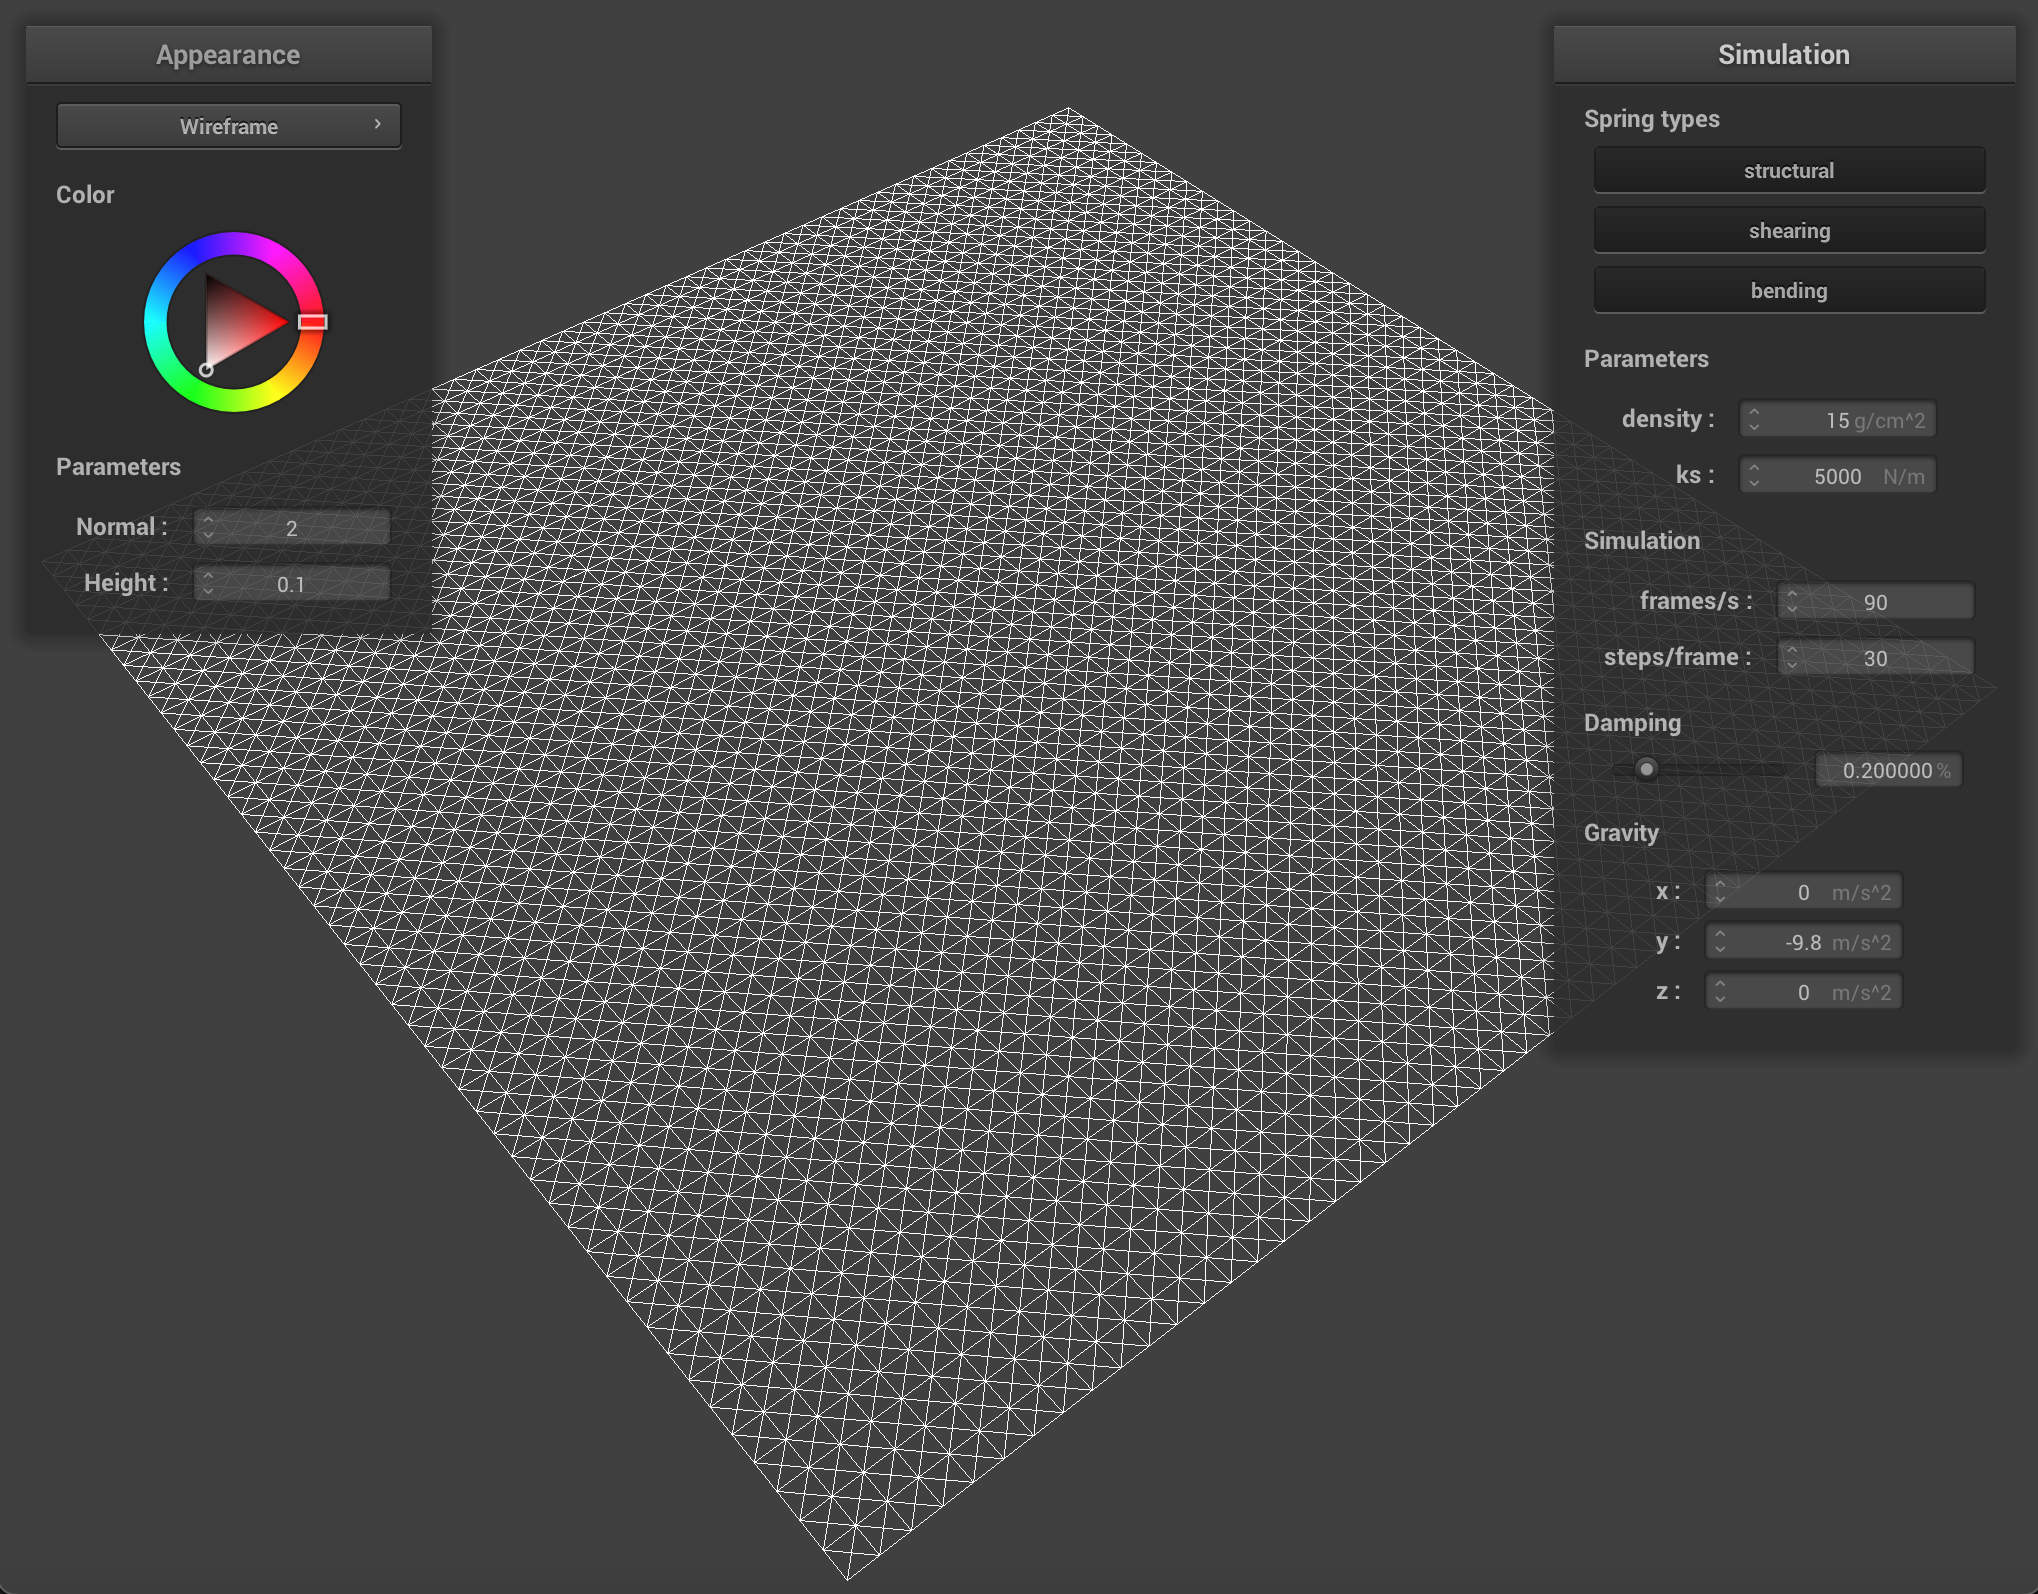 Appearance
Wireframe
Color
Parameters
Normal : 2
Height : 0.1
Simulation
Spring types
structural
shearing
bending
Parameters
density : 15 g/cm^2
ks : 5000 N/m
Simulation
frames/s : 90
steps/frame : 30
Damping
0.200000 %
Gravity
x : 0 m/s^2
y : -9.8 m/s^2
z : 0 m/s^2